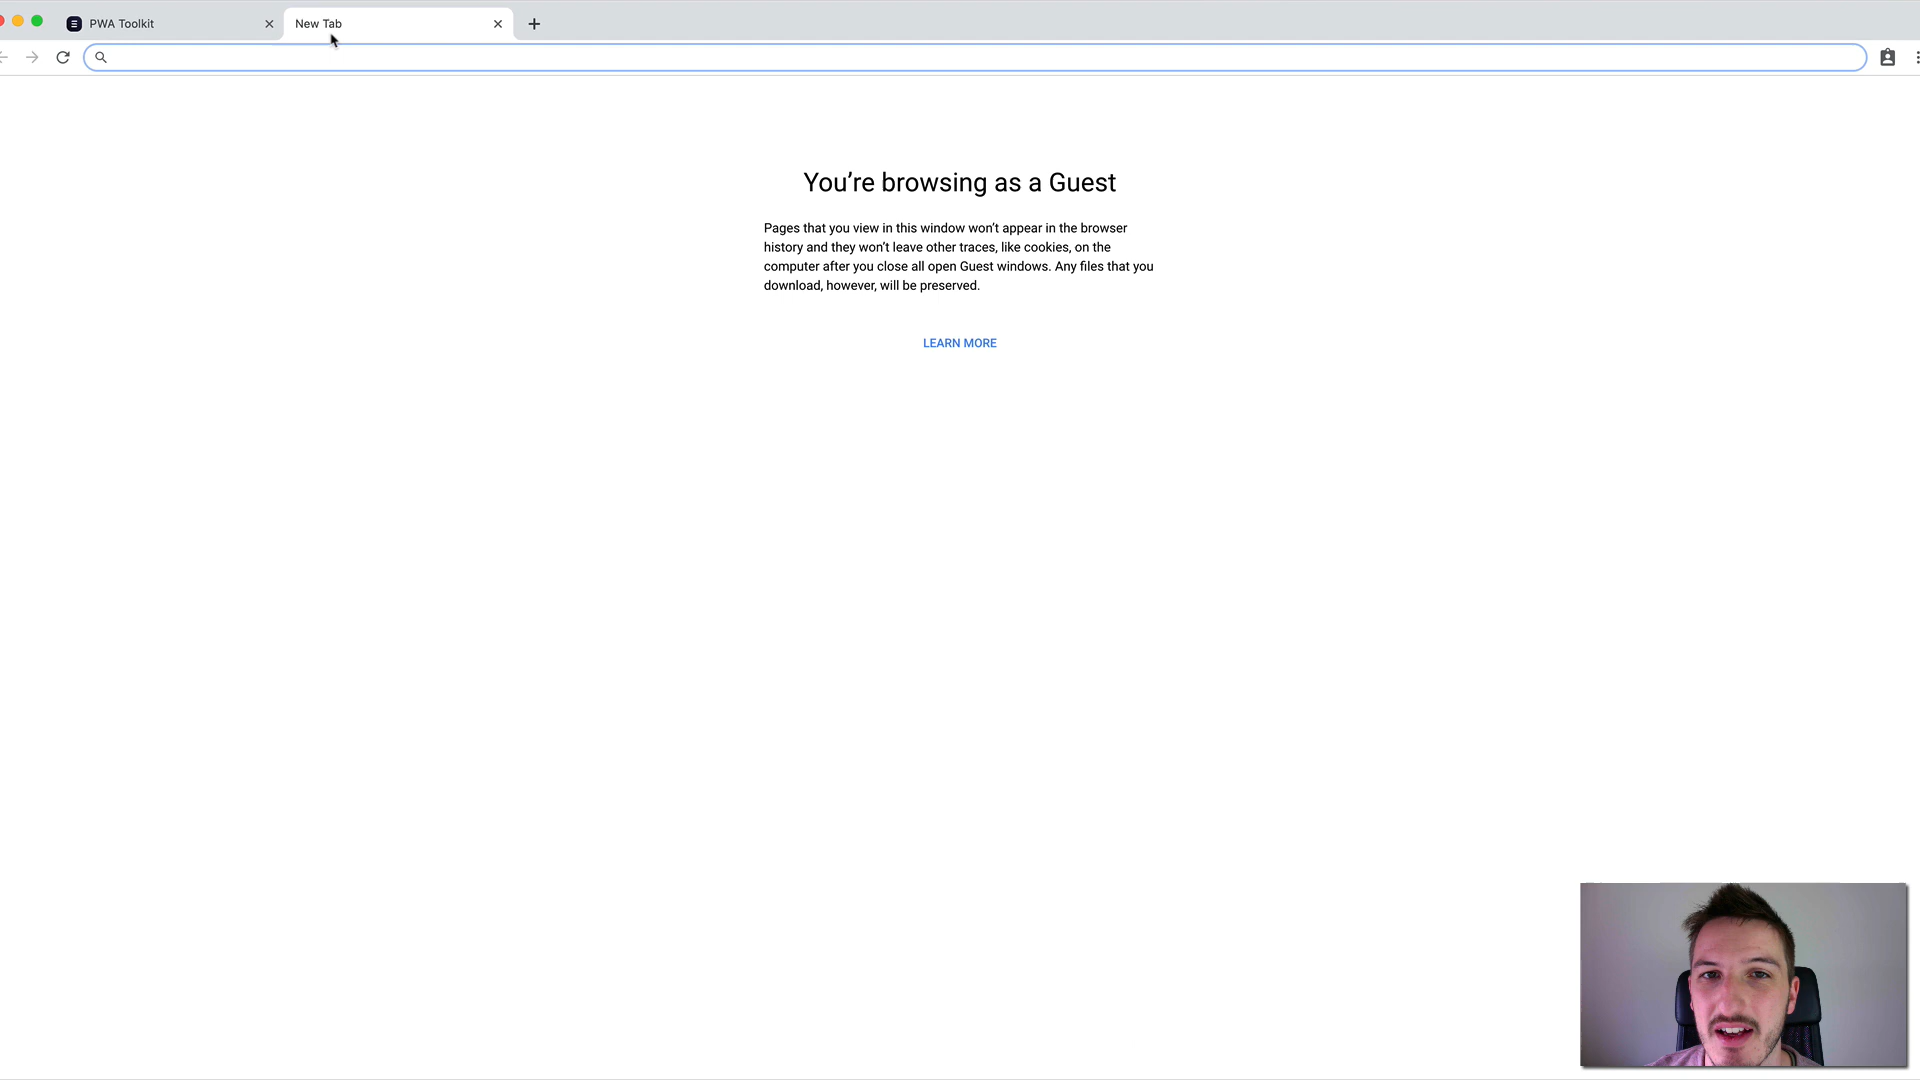 PWA Toolkit
New Tab
You’re browsing as a Guest
Pages that you view in this window won’t appear in the browser
history and they won’t leave other traces, like cookies, on the
computer after you close all open Guest windows. Any files that you
download, however, will be preserved.
LEARN MORE